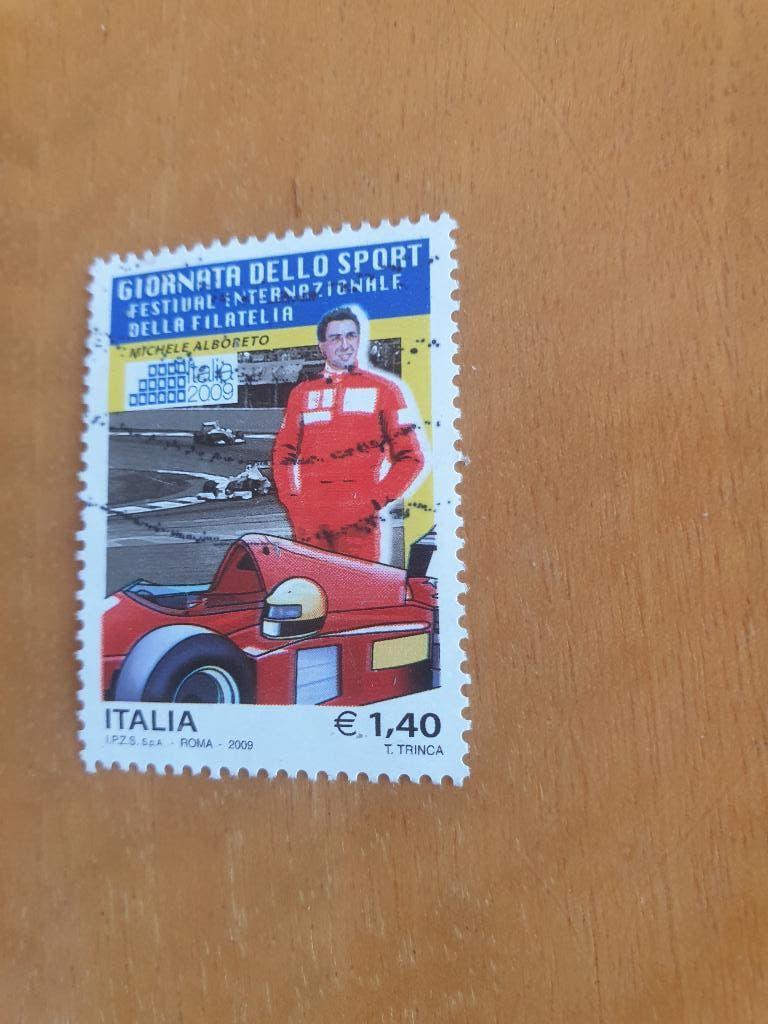 GIORNATA DELLO SPORT
FESTIVAL INTERNAZIONALE
DELLA FILATELIA
MICHELE ALBORETO
italia
2009
ITALIA
€ 1,40
I.P.Z.S. S.p.A. - ROMA - 2009
T. TRINCA